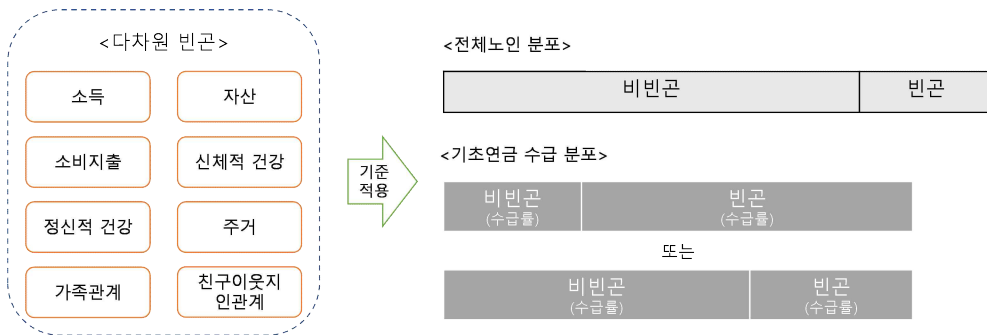 <다차원 빈곤>
소득
자산
소비지출
신체적 건강
정신적 건강
주거
가족관계
친구이웃지
인관계
기준
적용
<전체노인 분포>
비빈곤
빈곤
<기초연금 수급 분포>
비빈곤
(수급률)
빈곤
(수급률)
또는
비빈곤
(수급률)
빈곤
(수급률)